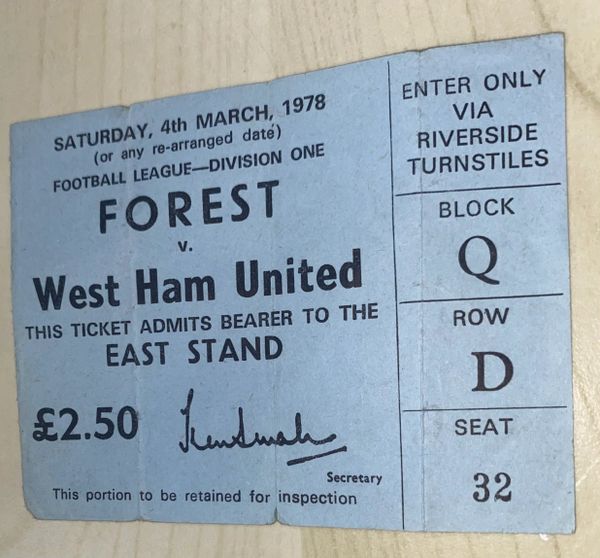 SATURDAY, 4th MARCH, 1978
(or any re-arranged date)
FOOTBALL LEAGUE—DIVISION ONE
FOREST
v.
West Ham United
THIS TICKET ADMITS BEARER TO THE
EAST STAND
£2.50
Secretary
This portion to be retained for inspection
ENTER ONLY
VIA
RIVERSIDE
TURNSTILES
BLOCK
Q
ROW
D
SEAT
32